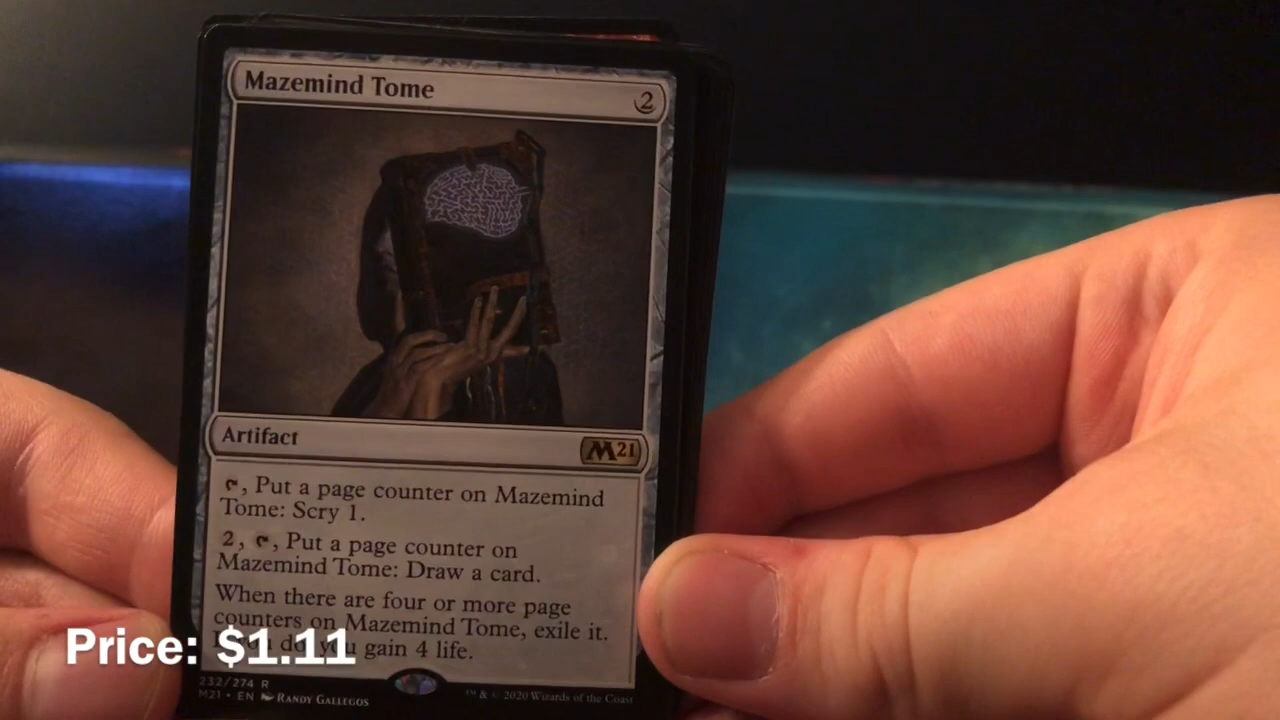 Mazemind Tome 2
Artifact M21
, Put a page counter on Mazemind
Tome: Scry 1.
2, , Put a page counter on
Mazemind Tome: Draw a card.
When there are four or more page
counters on Mazemind Tome, exile it.
do, you gain 4 life.
Price: $1.11
232/274 R
M21 • EN RANDY GALLEGOS
™ & © 2020 Wizards of the Coast